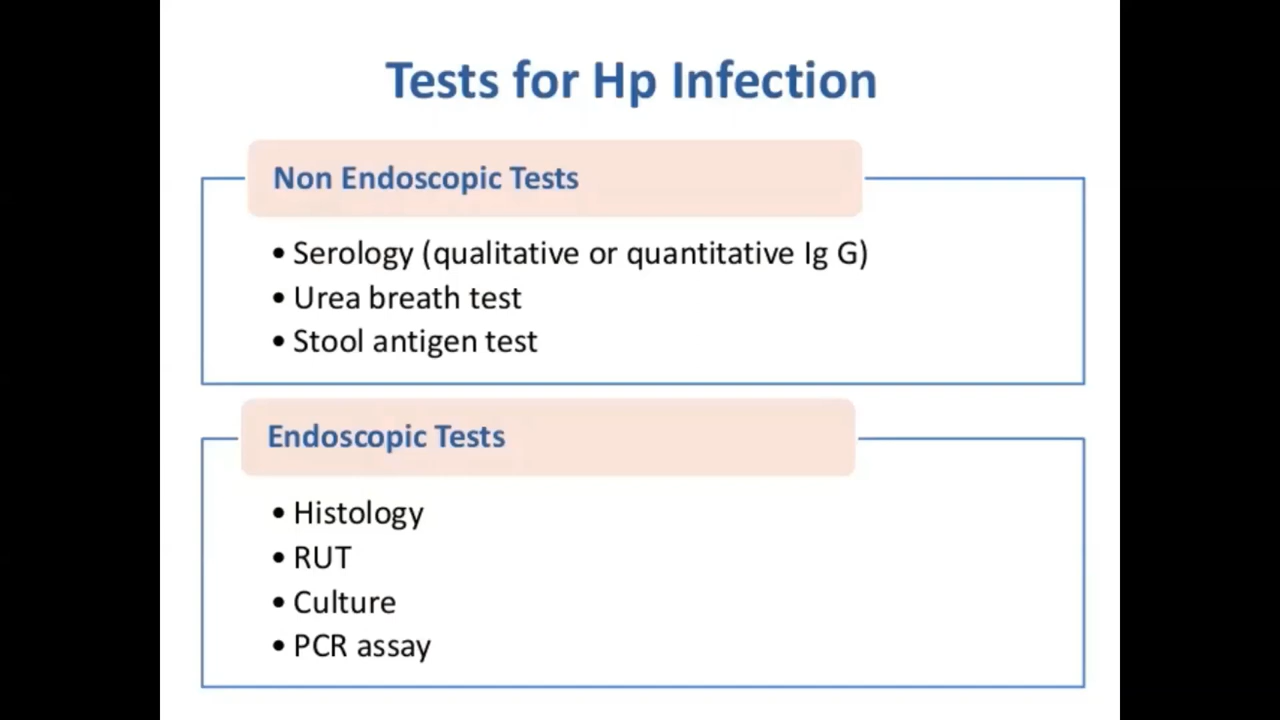 Tests for Hp Infection
Non Endoscopic Tests
• Serology (qualitative or quantitative Ig G)
• Urea breath test
• Stool antigen test
Endoscopic Tests
• Histology
• RUT
• Culture
• PCR assay